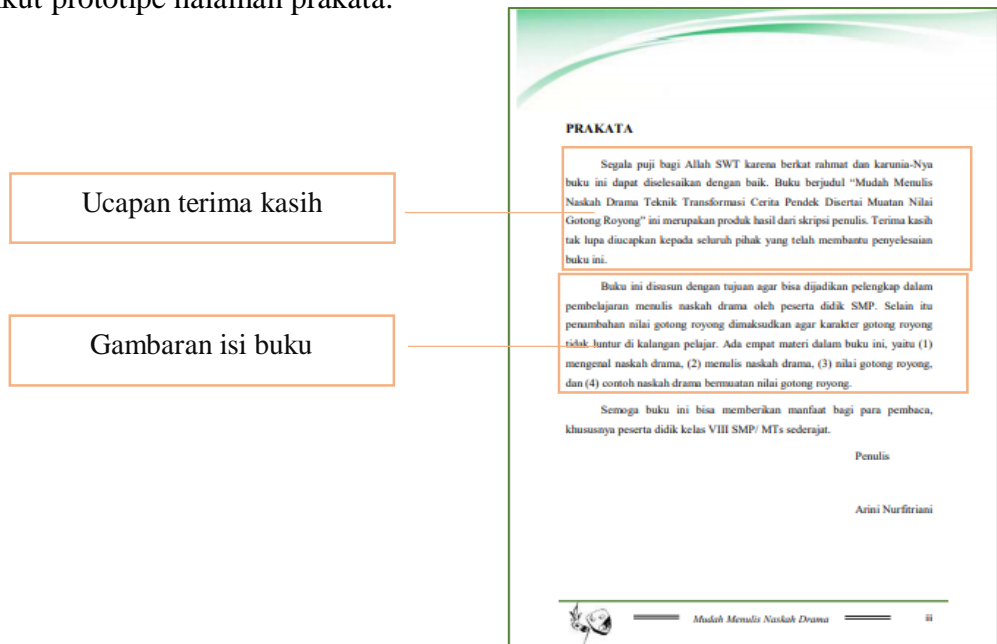 kut prototipe halaman prakata.
Ucapan terima kasih
Gambaran isi buku
PRAKATA
Segala puji bagi Allah SWT karena berkat rahmat dan karunia-Nya
buku ini dapat diselesaikan dengan baik. Buku berjudul “Mudah Menulis
Naskah Drama Teknik Transformasi Cerita Pendek Disertai Muatan Nilai
Gotong Royong” ini merupakan produk hasil dari skripsi penulis. Terima kasih
tak lupa diucapkan kepada seluruh pihak yang telah membantu penyelesaian
buku ini.
Buku ini disusun dengan tujuan agar bisa dijadikan pelengkap dalam
pembelajaran menulis naskah drama oleh peserta didik SMP. Selain itu
penambahan nilai gotong royong dimaksudkan agar karakter gotong royong
tidak luntur di kalangan pelajar. Ada empat materi dalam buku ini, yaitu (1)
mengenal naskah drama, (2) menulis naskah drama, (3) nilai gotong royong,
dan (4) contoh naskah drama bermuatan nilai gotong royong.
Semoga buku ini bisa memberikan manfaat bagi para pembaca,
khususnya peserta didik kelas VIII SMP/ MTs sederajat.
Penulis
Arini Nurfitriani
Mudah Menulis Naskah Drama iii